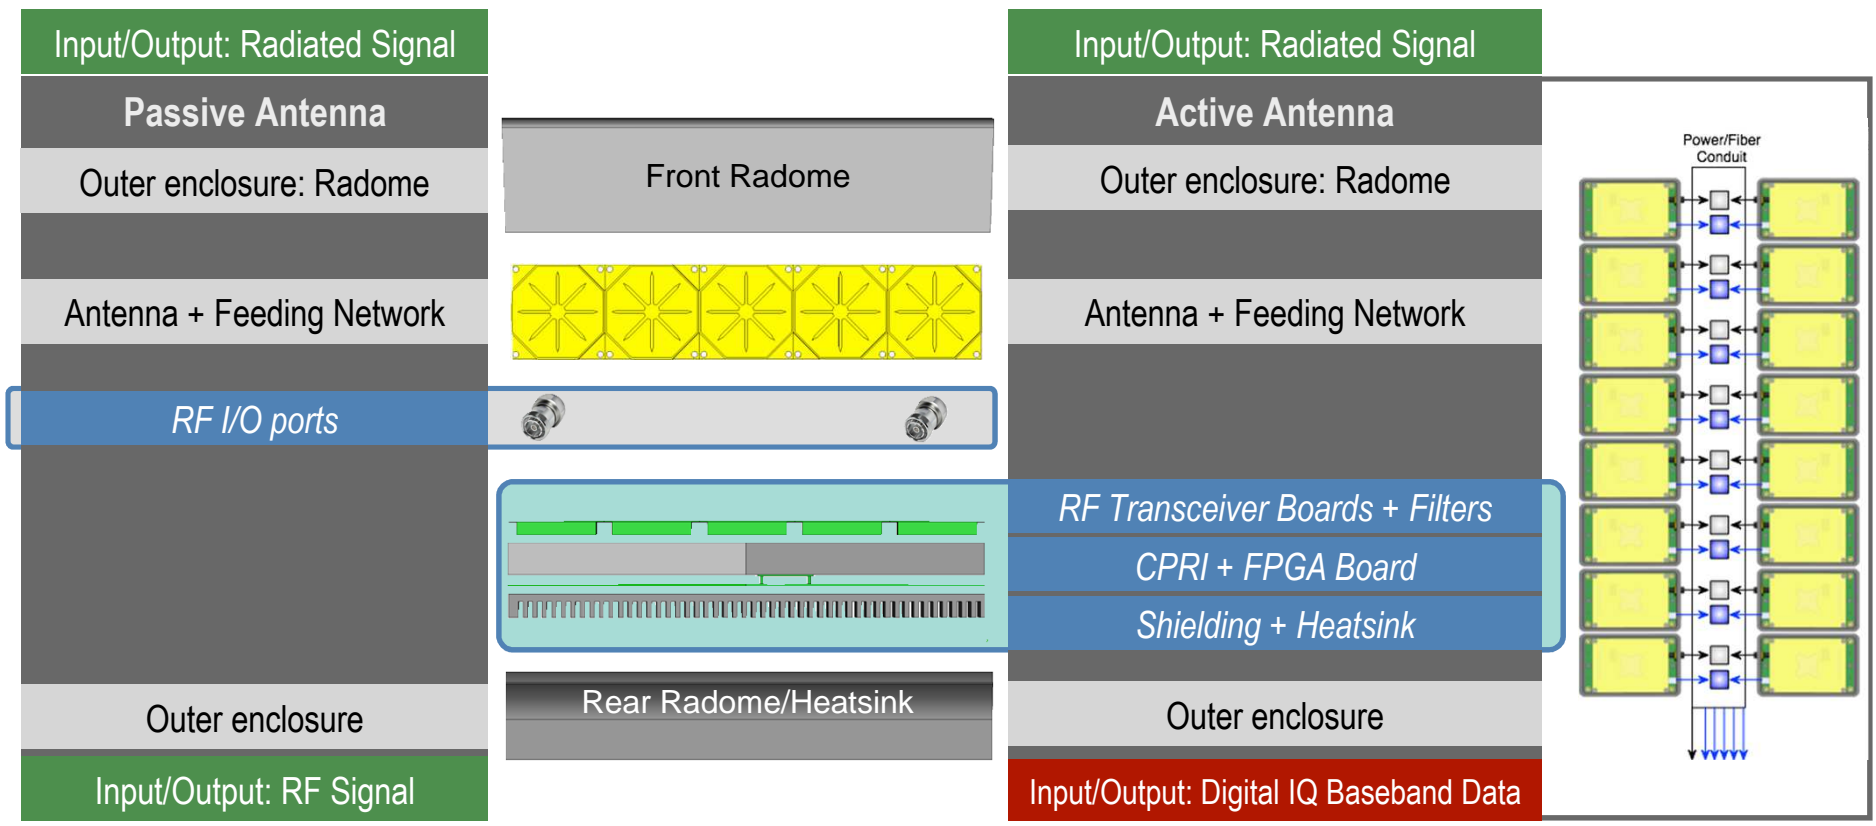 Input/Output: Radiated Signal
Passive Antenna
Outer enclosure: Radome
Antenna + Feeding Network
RF I/O ports
Outer enclosure
Input/Output: RF Signal
Front Radome
Rear Radome/Heatsink
Input/Output: Radiated Signal
Active Antenna
Outer enclosure: Radome
Antenna + Feeding Network
RF Transceiver Boards + Filters
CPRI + FPGA Board
Shielding + Heatsink
Outer enclosure
Input/Output: Digital IQ Baseband Data
Power/Fiber
Conduit